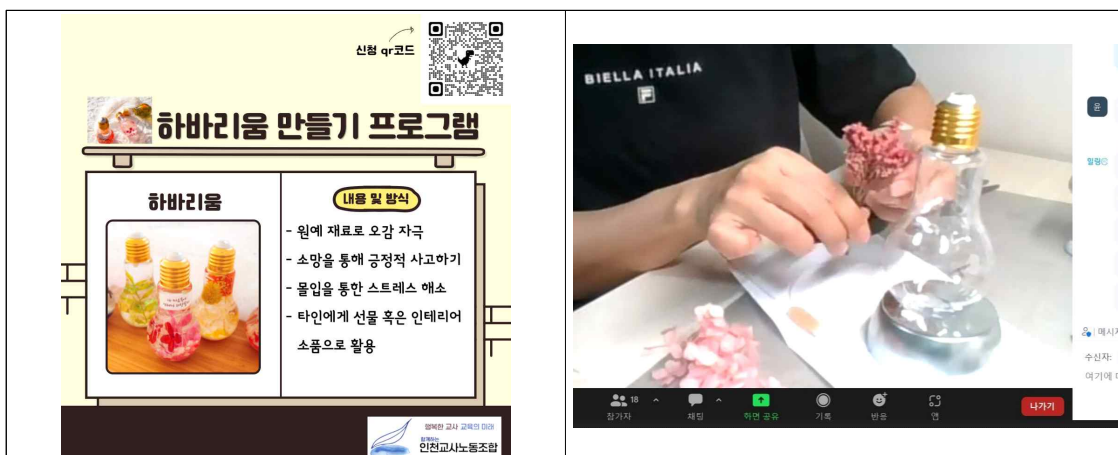 신청 qr코드
하바리움 만들기 프로그램
하바리움
내용 및 방식
- 원예 재료로 오감 자극
- 소망을 통해 긍정적 사고하기
- 몰입을 통한 스트레스 해소
- 타인에게 선물 혹은 인테리어
소품으로 활용
행복한 교사 교육의 미래
함께하는
인천교사노동조합
BIELLA ITALIA
윤
18
참가자
채팅
화면 공유
기록
반응
앱
나가기
수신자:
여기에